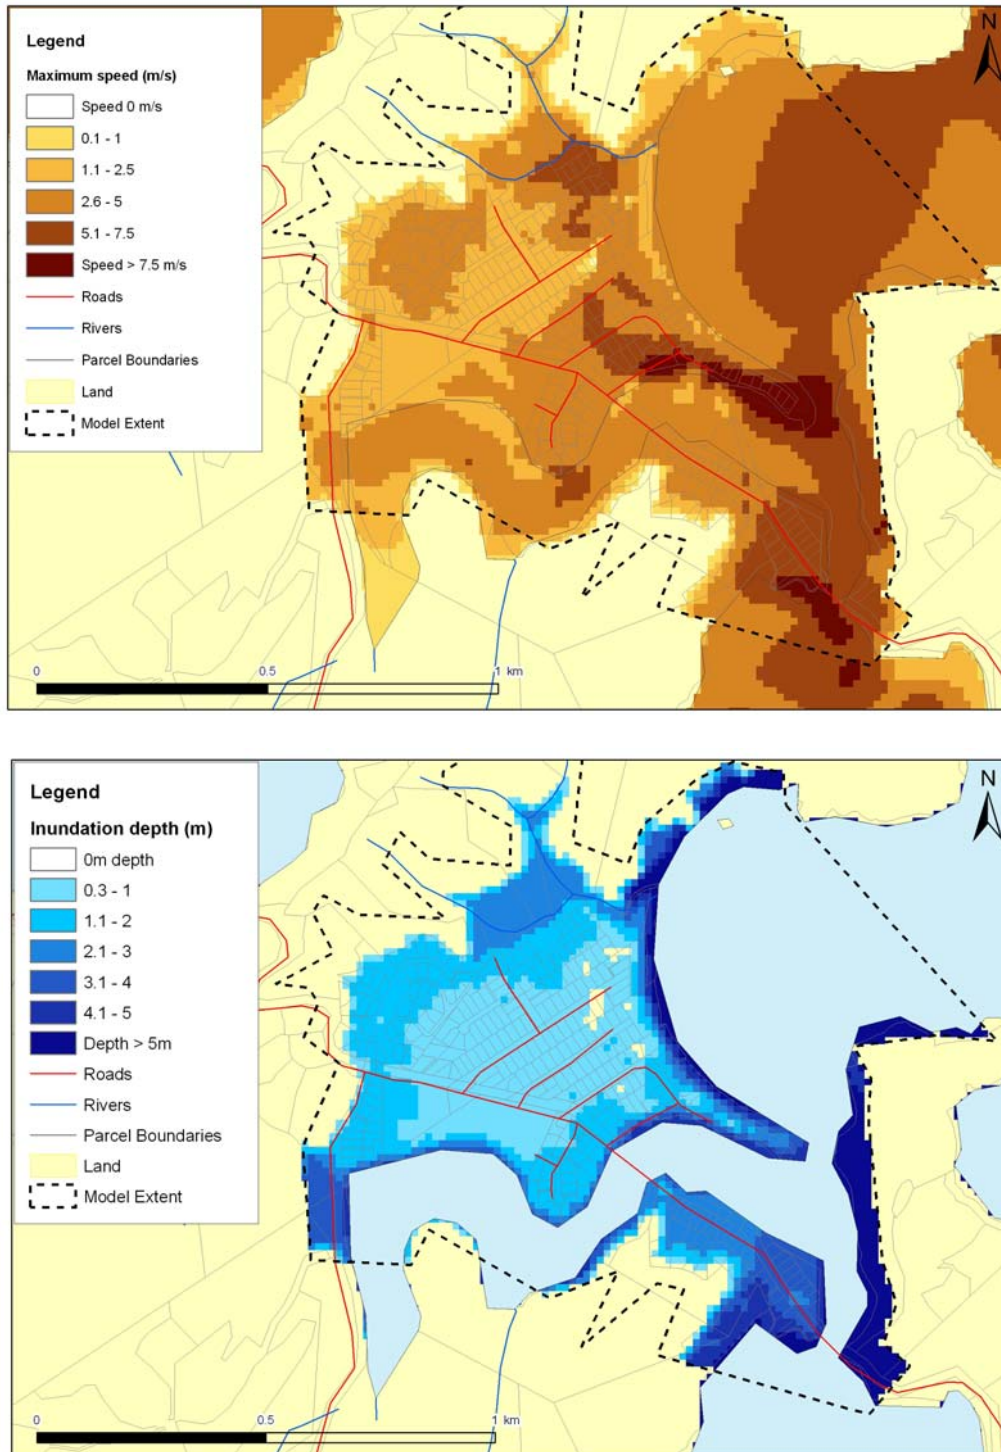 N
Legend
Maximum speed (m/s)
Speed 0 m/s
0.1 - 1
1.1 - 2.5
2.6 - 5
5.1 - 7.5
Speed > 7.5 m/s
Roads
Rivers
Parcel Boundaries
Land
Model Extent
0 0.5 1 km
N
Legend
Inundation depth (m)
0m depth
0.3 - 1
1.1 - 2
2.1 - 3
3.1 - 4
4.1 - 5
Depth > 5m
Roads
Rivers
Parcel Boundaries
Land
Model Extent
0 0.5 1 km